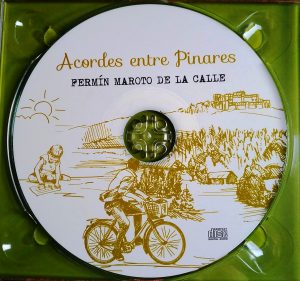 Acordes entre Pinares
FERMÍN MAROTO DE LA CALLE